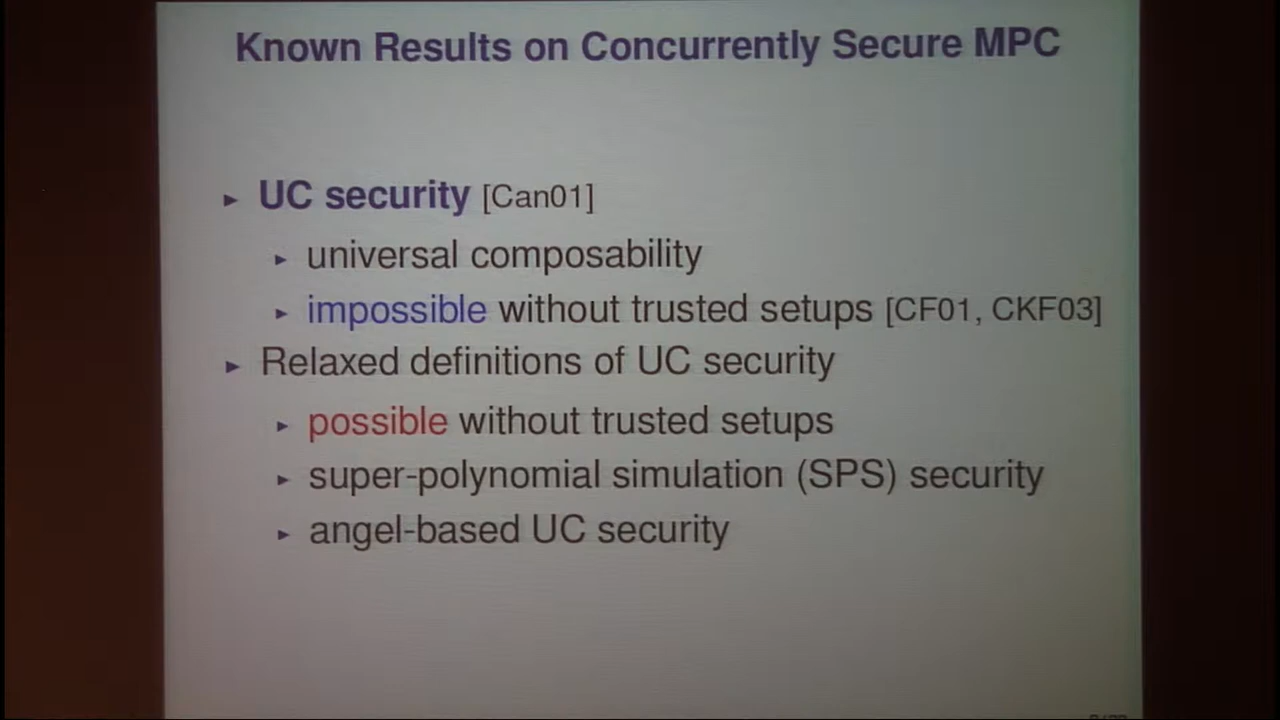 Known Results on Concurrently Secure MPC
▸ UC security [Can01]
▸ universal composability
▸ impossible without trusted setups [CF01, CKF03]
▸ Relaxed definitions of UC security
▸ possible without trusted setups
▸ super-polynomial simulation (SPS) security
▸ angel-based UC security